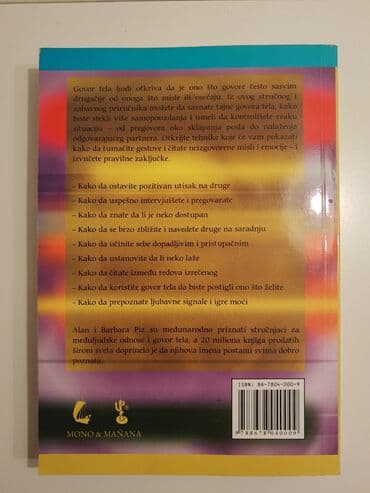 Govor tela ljudi otkriva da je ono što govore često sasvim
drugačije od onoga što misle ili osećaju. Iz ovog stručnog i
zabavnog priručnika možete da saznate tajne govora tela, kako
biste stekli više samopouzdanja i umeli da kontrolišete svaku
situaciju – od pregovora oko sklapanja posla do nalaženja
odgovarajućeg partnera. Otkrijte tehnike koje će vam pokazati
kako da tumačite gestove i čitate neizgovorene misli i emocije – i
izvučete pravilne zaključke.
– Kako da ostavite pozitivan utisak na druge
– Kako da uspešno intervjuišete i pregovarate
– Kako da znate da li je neko dostupan
– Kako da se brzo zbližite i navedete druge na saradnju
– Kako da učinite sebe dopadljivim i pristupačnim
– Kako da ustanovite da li neko laže
– Kako da čitate između redova izrečenog
– Kako da koristite govor tela da biste postigli ono što želite
– Kako da prepoznate ljubavne signale i igre moći
Alan i Barbara Piz su međunarodno priznati stručnjaci za
međuljudske odnose i govor tela, a 20 miliona knjiga prodatih
širom sveta doprinelo je da njihova imena postanu svima dobro
poznata.
ISBN: 86-7804-000-9
9788678040009
MONO & MAÑANA